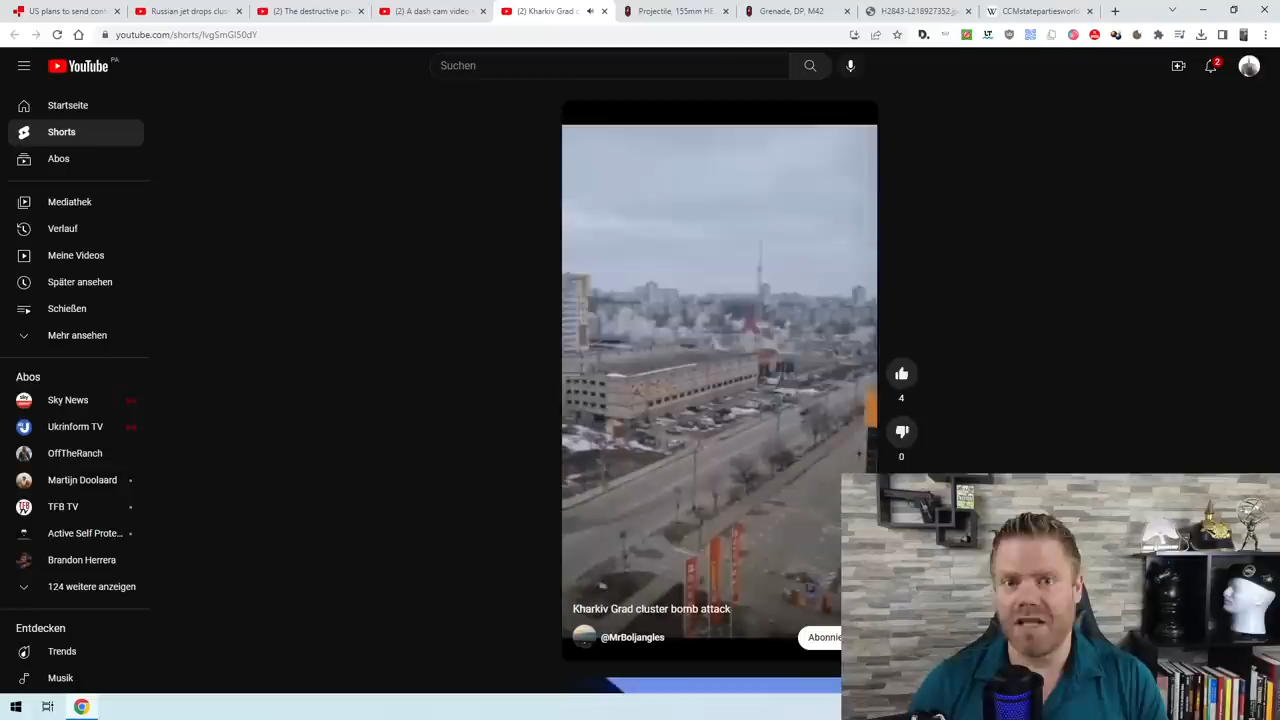 US plans to send cont
Russian jet drops clus
(2) The destructive po
(2) A dash cam video
(2) Kharkiv Grad c
Projectile, 155mm HE
Grenade, DP, M42
H2843-L218927352.jp
CCMstatepartiesworld
youtube.com/shorts/lvgSmGl50dY
YouTube PA
Suchen
2
Startseite
Shorts
Abos
Mediathek
Verlauf
Meine Videos
Später ansehen
Schießen
Mehr ansehen
Abos
Sky News
Ukrinform TV
OffTheRanch
Martijn Doolaard
TFB TV
Active Self Prote...
Brandon Herrera
124 weitere anzeigen
Entdecken
Trends
Musik
4
0
Kharkiv Grad cluster bomb attack
@MrBoljangles
Abonnie